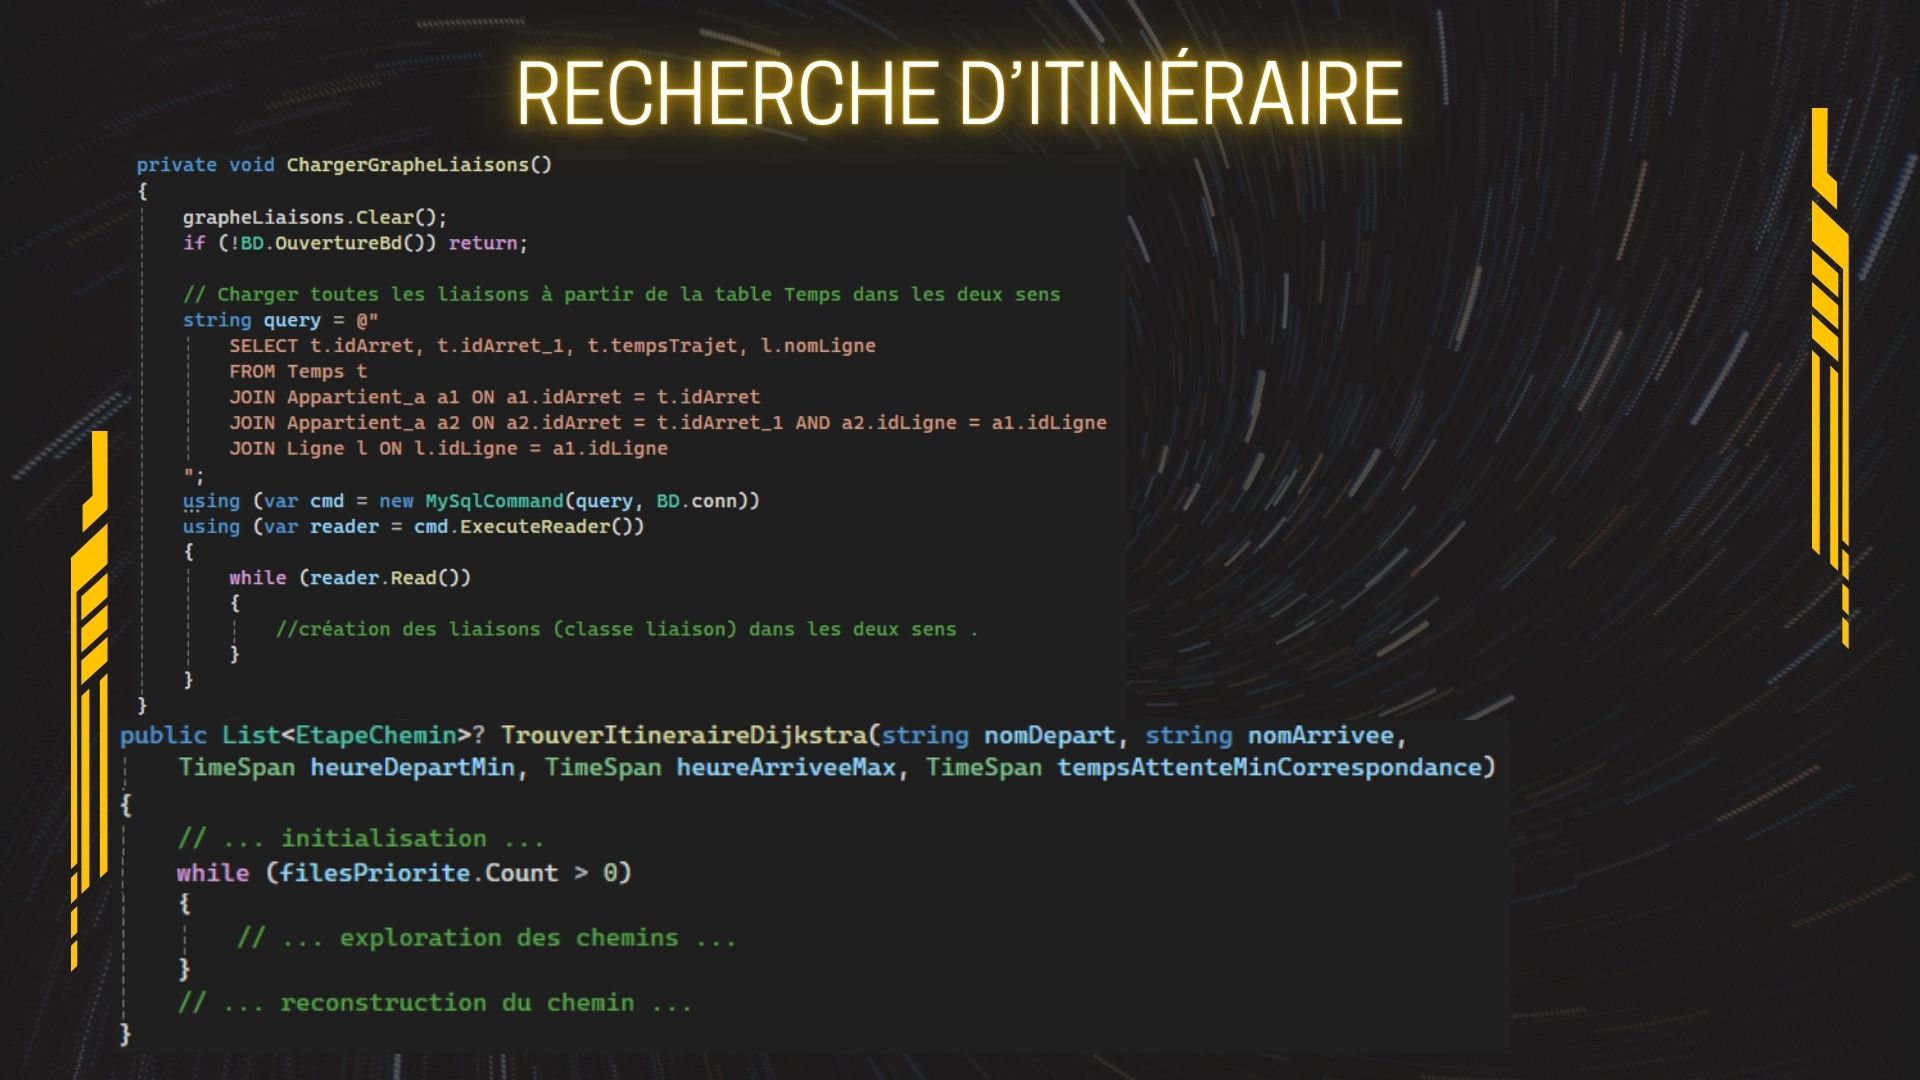 RECHERCHE D’ITINÉRAIRE
private void ChargerGrapheLiaisons()
{
    grapheLiaisons.Clear();
    if (!BD.OuvertureBd()) return;
    // Charger toutes les liaisons à partir de la table Temps dans les deux sens
    string query = @"
        SELECT t.idArret, t.idArret_1, t.tempsTrajet, l.nomLigne
        FROM Temps t
        JOIN Appartient_a a1 ON a1.idArret = t.idArret
        JOIN Appartient_a a2 ON a2.idArret = t.idArret_1 AND a2.idLigne = a1.idLigne
        JOIN Ligne l ON l.idLigne = a1.idLigne
    ";
    using (var cmd = new MySqlCommand(query, BD.conn))
    using (var reader = cmd.ExecuteReader())
    {
        while (reader.Read())
        {
            //création des liaisons (classe liaison) dans les deux sens .
        }
    }
}
public List<EtapeChemin>? TrouverItineraireDijkstra(string nomDepart, string nomArrivee,
    TimeSpan heureDepartMin, TimeSpan heureArriveeMax, TimeSpan tempsAttenteMinCorrespondance)
{
    // ... initialisation ...
    while (filesPriorite.Count > 0)
    {
        // ... exploration des chemins ...
    }
    // ... reconstruction du chemin ...
}